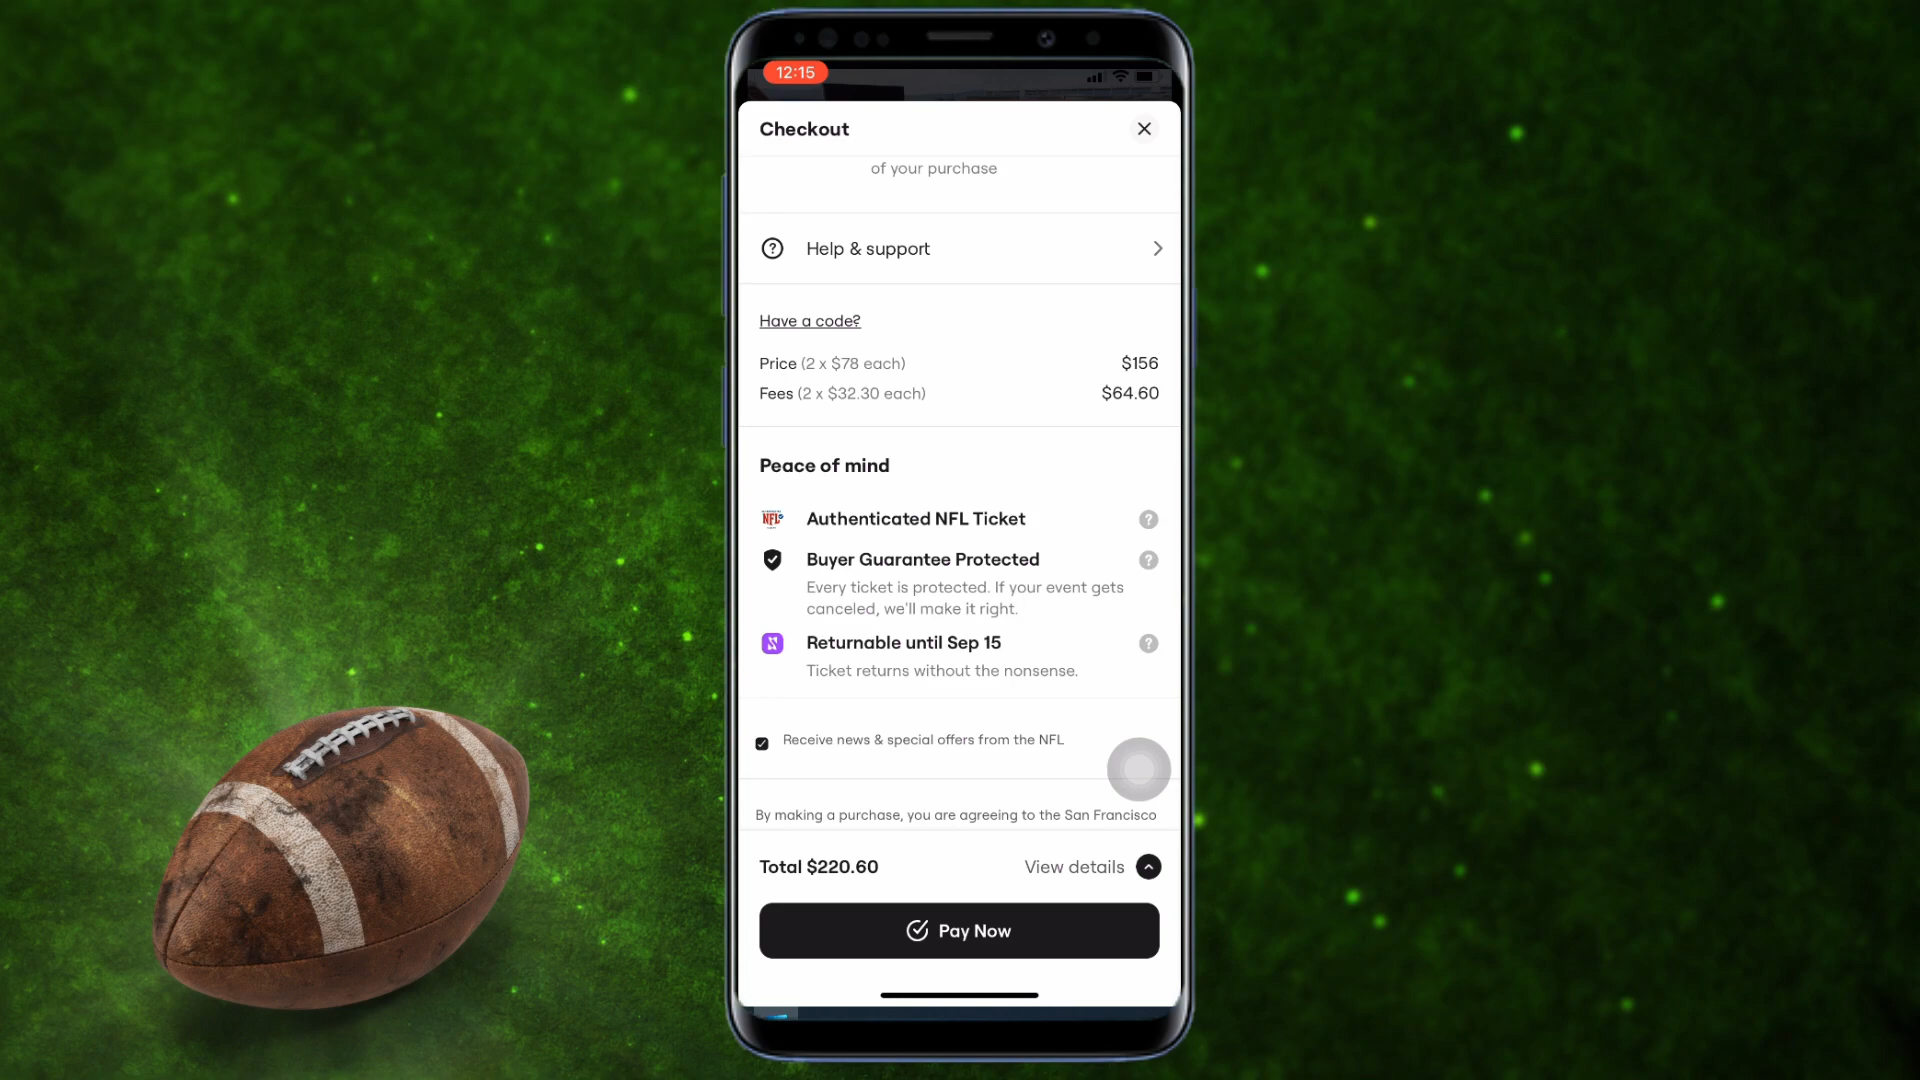 12:15
Checkout
of your purchase
Help & support
Have a code?
Price (2 x $78 each) $156
Fees (2 x $32.30 each) $64.60
Peace of mind
NFL Authenticated NFL Ticket
Buyer Guarantee Protected
Every ticket is protected. If your event gets
canceled, we'll make it right.
Returnable until Sep 15
Ticket returns without the nonsense.
Receive news & special offers from the NFL
By making a purchase, you are agreeing to the San Francisco
Total $220.60 View details
Pay Now